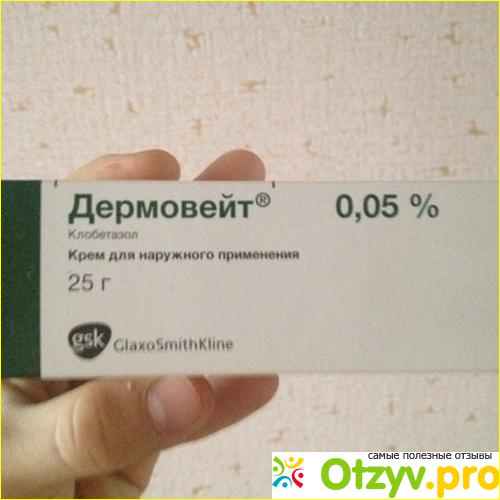 Дермовейт® 0,05 %
Клобетазол
Крем для наружного применения
25 г
gsk GlaxoSmithKline
самые полезные отзывы
Otzyv.pro